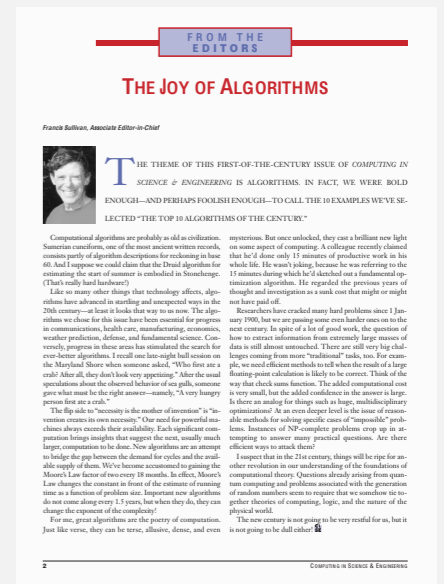 FROM THE
EDITORS
THE JOY OF ALGORITHMS
Francis Sullivan, Associate Editor-in-Chief
THE THEME OF THIS FIRST-OF-THE-CENTURY ISSUE OF COMPUTING IN
SCIENCE & ENGINEERING IS ALGORITHMS. IN FACT, WE WERE BOLD
ENOUGH—AND PERHAPS FOOLISH ENOUGH—TO CALL THE 10 EXAMPLES WE'VE SE-
LECTED "THE TOP 10 ALGORITHMS OF THE CENTURY."
Computational algorithms are probably as old as civilization.
Sumerian cuneiform, one of the most ancient written records,
consists partly of algorithm descriptions for reckoning in base
60. And I suppose we could claim that the Druid algorithm for
estimating the start of summer is embodied in Stonehenge.
(That's really hard hardware!)
Like so many other things that technology affects, algo-
rithms have advanced in startling and unexpected ways in the
20th century—at least it looks that way to us now. The algo-
rithms we chose for this issue have been essential for progress
in communications, health care, manufacturing, economics,
weather prediction, defense, and fundamental science. Con-
versely, progress in these areas has stimulated the search for
ever-better algorithms. I recall one late-night bull session on
the Maryland Shore when someone asked, "Who first ate a
crab? After all, they don't look very appetizing." After the usual
speculations about the observed behavior of sea gulls, someone
gave what must be the right answer—namely, "A very hungry
person first ate a crab."
The flip side to "necessity is the mother of invention" is "in-
vention creates its own necessity." Our need for powerful ma-
chines always exceeds their availability. Each significant com-
putation brings insights that suggest the next, usually much
larger, computation to be done. New algorithms are an attempt
to bridge the gap between the demand for cycles and the avail-
able supply of them. We've become accustomed to gaining the
Moore's Law factor of two every 18 months. In effect, Moore's
Law changes the constant in front of the estimate of running
time as a function of problem size. Important new algorithms
do not come along every 1.5 years, but when they do, they can
change the exponent of the complexity!
For me, great algorithms are the poetry of computation.
Just like verse, they can be terse, allusive, dense, and even
mysterious. But once unlocked, they cast a brilliant new light
on some aspect of computing. A colleague recently claimed
that he'd done only 15 minutes of productive work in his
whole life. He wasn't joking, because he was referring to the
15 minutes during which he'd sketched out a fundamental op-
timization algorithm. He regarded the previous years of
thought and investigation as a sunk cost that might or might
not have paid off.
Researchers have cracked many hard problems since 1 Jan-
uary 1900, but we are passing some even harder ones on to the
next century. In spite of a lot of good work, the question of
how to extract information from extremely large masses of
data is still almost untouched. There are still very big chal-
lenges coming from more "traditional" tasks, too. For exam-
ple, we need efficient methods to tell when the result of a large
floating-point calculation is likely to be correct. Think of the
way that check sums function. The added computational cost
is very small, but the added confidence in the answer is large.
Is there an analog for things such as huge, multidisciplinary
optimizations? At an even deeper level is the issue of reason-
able methods for solving specific cases of "impossible" prob-
lems. Instances of NP-complete problems crop up in at-
tempting to answer many practical questions. Are there
efficient ways to attack them?
I suspect that in the 21st century, things will be ripe for an-
other revolution in our understanding of the foundations of
computational theory. Questions already arising from quan-
tum computing and problems associated with the generation
of random numbers seem to require that we somehow tie to-
gether theories of computing, logic, and the nature of the
physical world.
The new century is not going to be very restful for us, but it
is not going to be dull either!
2
COMPUTING IN SCIENCE & ENGINEERING